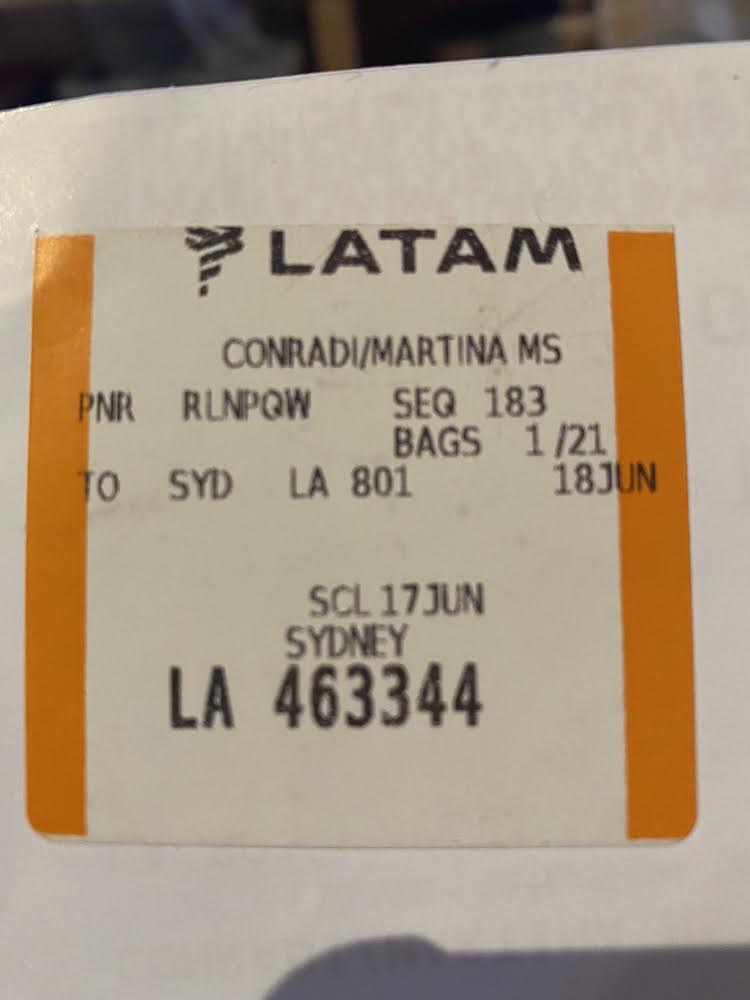 LATAM
CONRADI/MARTINA MS
PNR RLNPQW SEQ 183
BAGS 1/21
TO SYD LA 801 18JUN
SCL 17JUN
SYDNEY
LA 463344